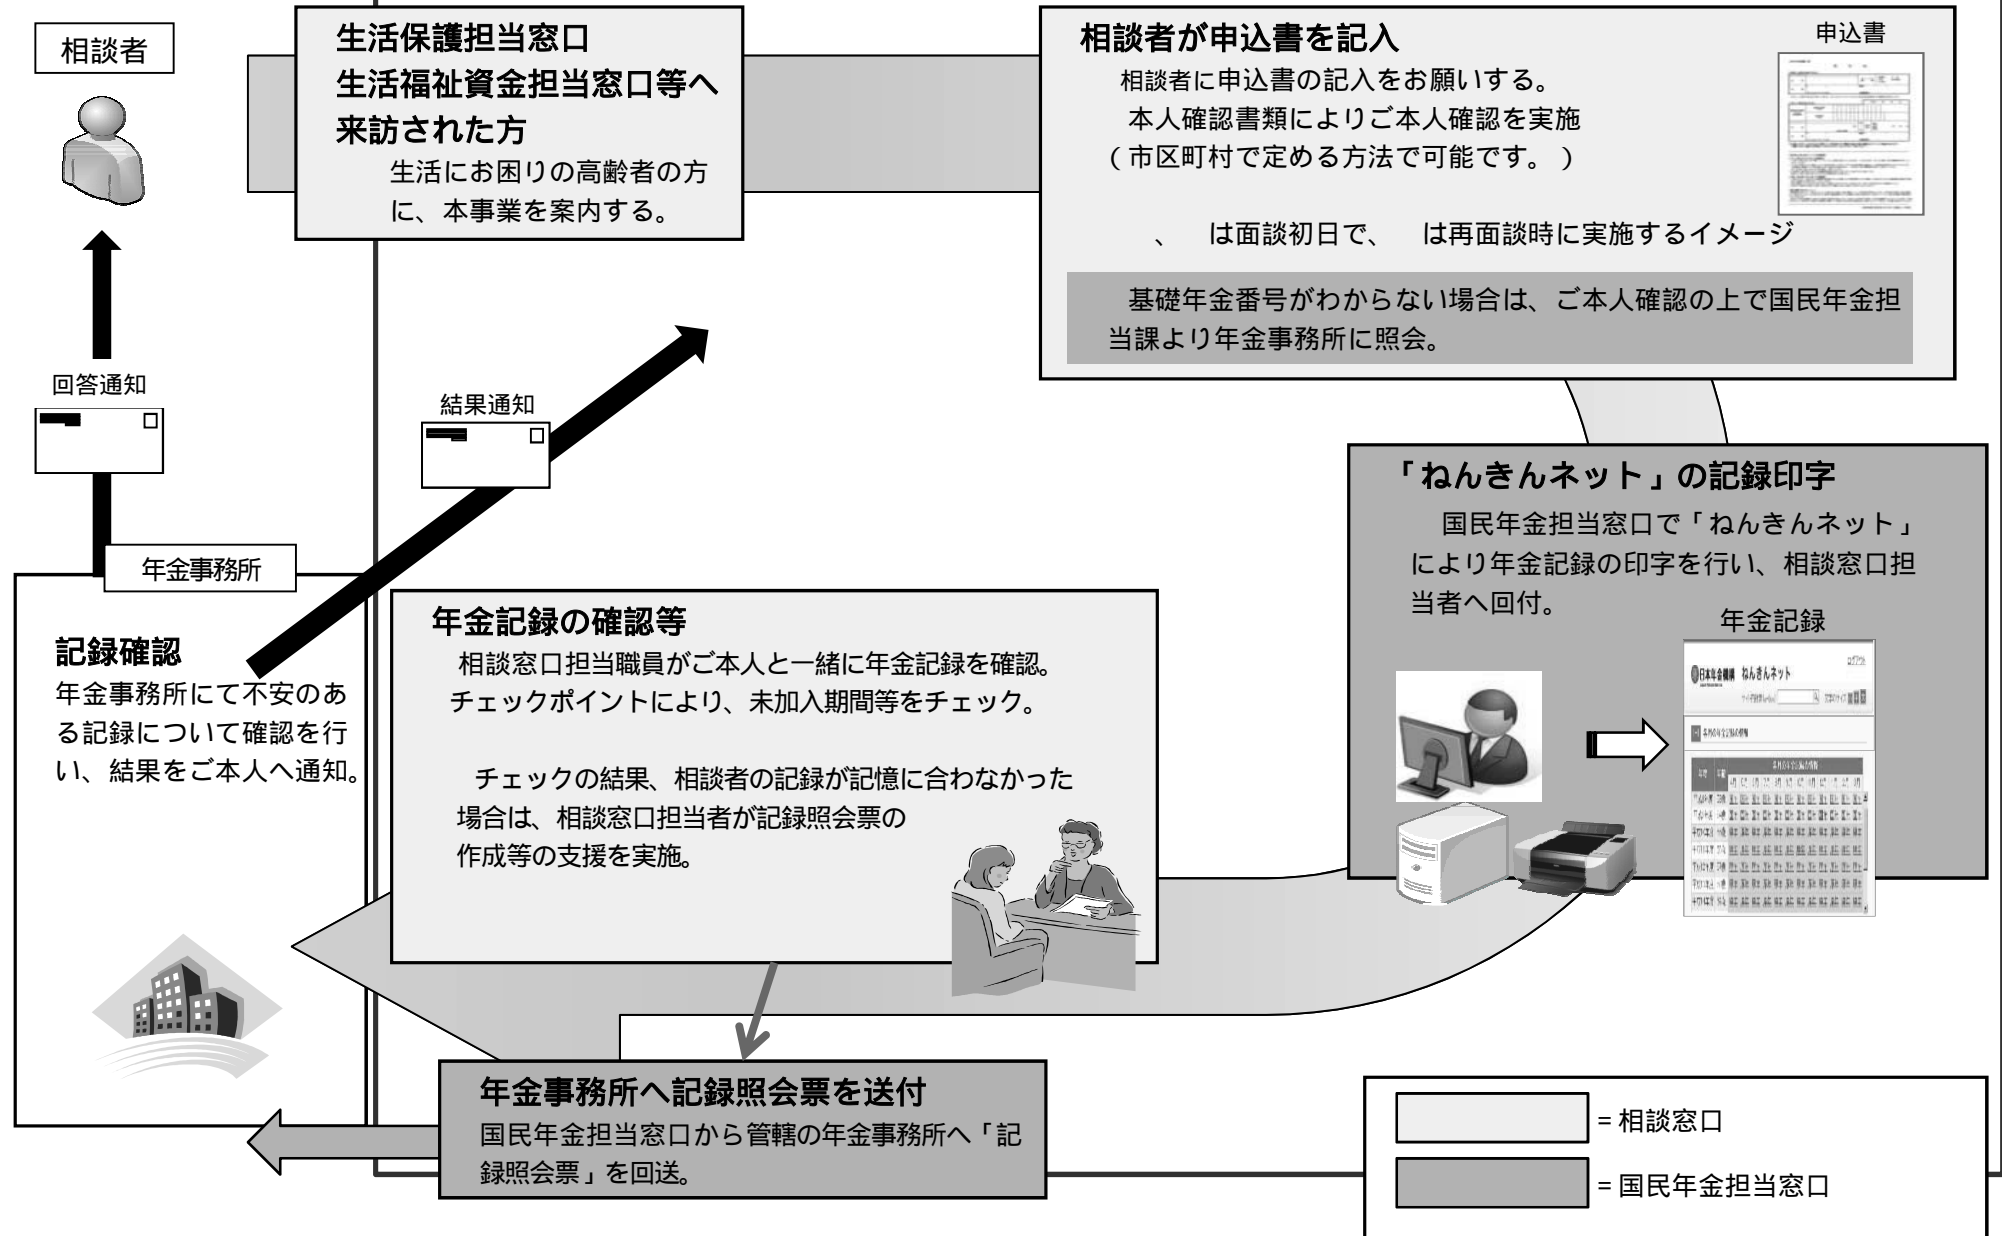 相談者
生活保護担当窓口
生活福祉資金担当窓口等へ
来訪された方
生活にお困りの高齢者の方
に、本事業を案内する。
相談者が申込書を記入
申込書
相談者に申込書の記入をお願いする。
本人確認書類によりご本人確認を実施
(市区町村で定める方法で可能です。)
、　は面談初日で、　は再面談時に実施するイメージ
基礎年金番号がわからない場合は、ご本人確認の上で国民年金担
当課より年金事務所に照会。
回答通知
結果通知
「ねんきんネット」の記録印字
国民年金担当窓口で「ねんきんネット」
により年金記録の印字を行い、相談窓口担
当者へ回付。
年金記録
日本年金機構 ねんきんネット
年金事務所
記録確認
年金事務所にて不安のあ
る記録について確認を行
い、結果をご本人へ通知。
年金記録の確認等
相談窓口担当職員がご本人と一緒に年金記録を確認。
チェックポイントにより、未加入期間等をチェック。
チェックの結果、相談者の記録が記憶に合わなかった
場合は、相談窓口担当者が記録照会票の
作成等の支援を実施。
年金事務所へ記録照会票を送付
国民年金担当窓口から管轄の年金事務所へ「記
録照会票」を回送。
=相談窓口
=国民年金担当窓口